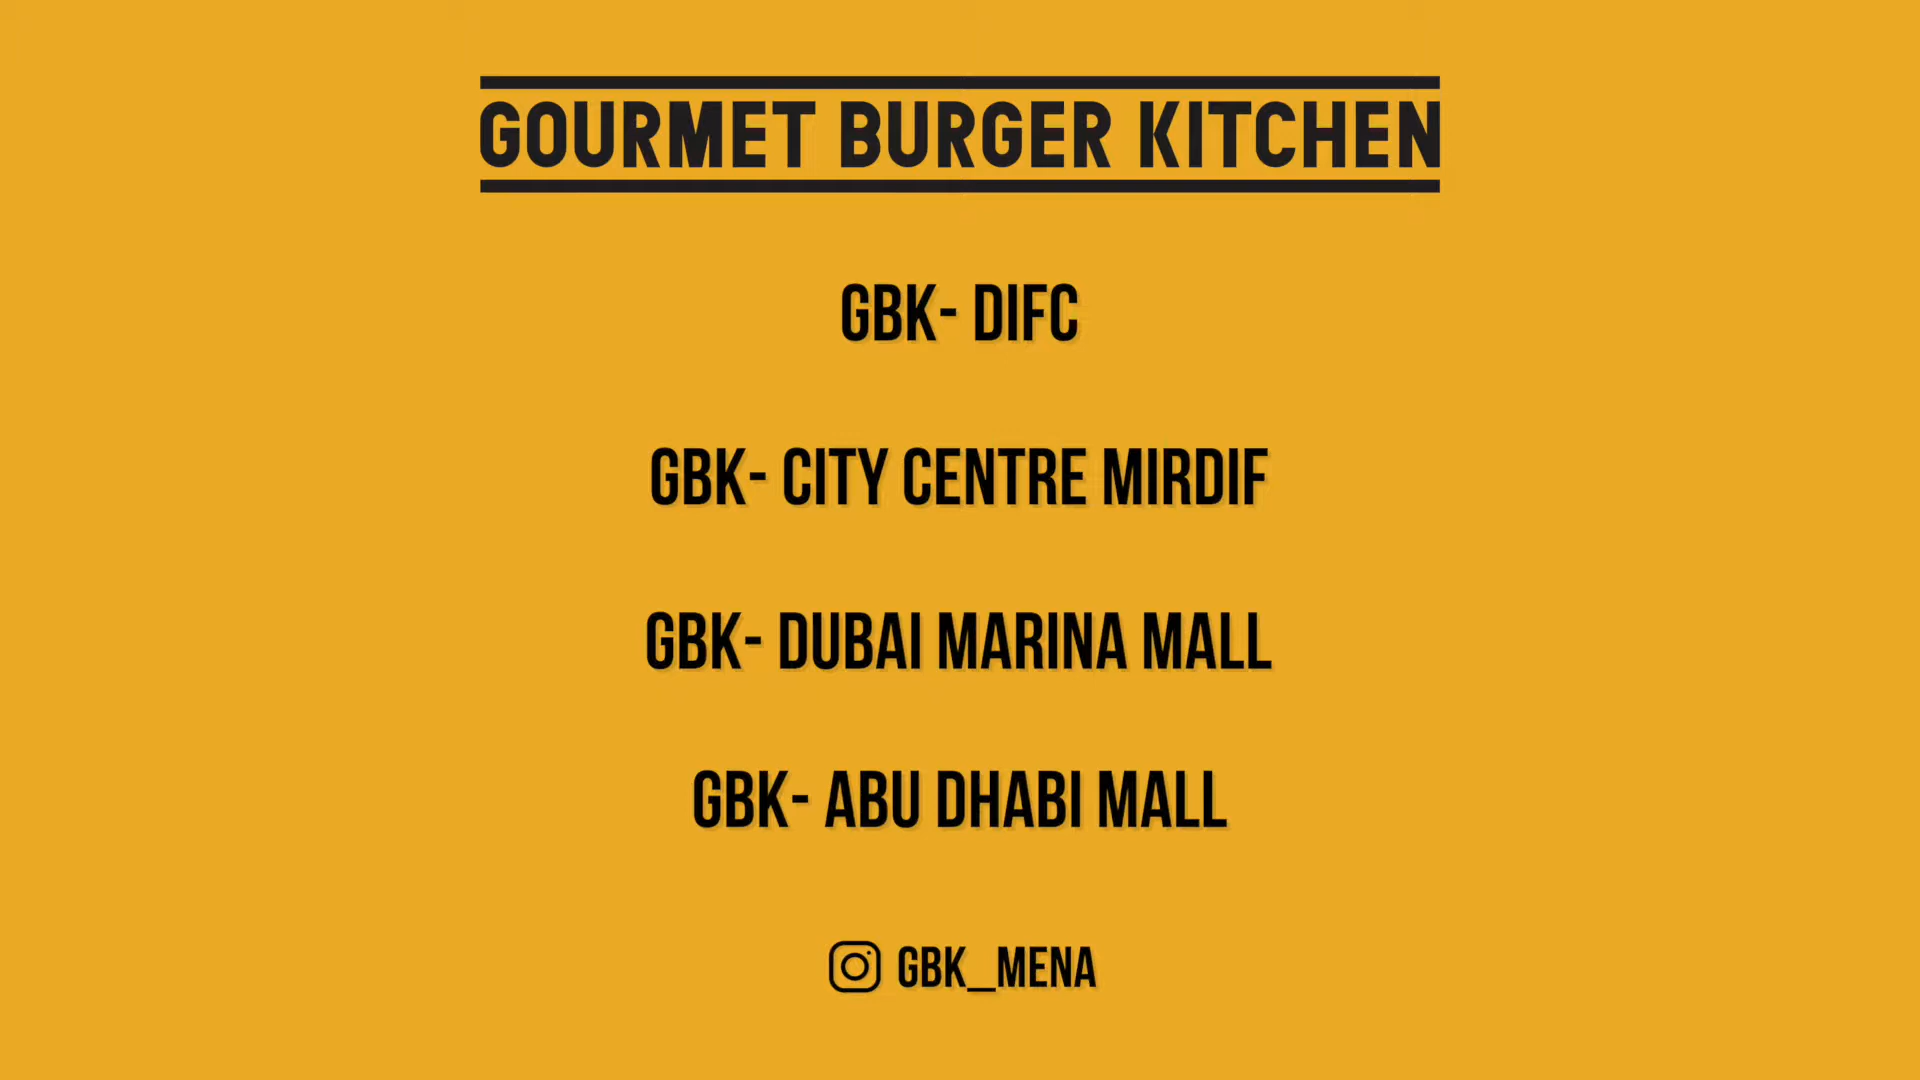 GOURMET BURGER KITCHEN
GBK- DIFC
GBK- CITY CENTRE MIRDIF
GBK- DUBAI MARINA MALL
GBK- ABU DHABI MALL
GBK_MENA